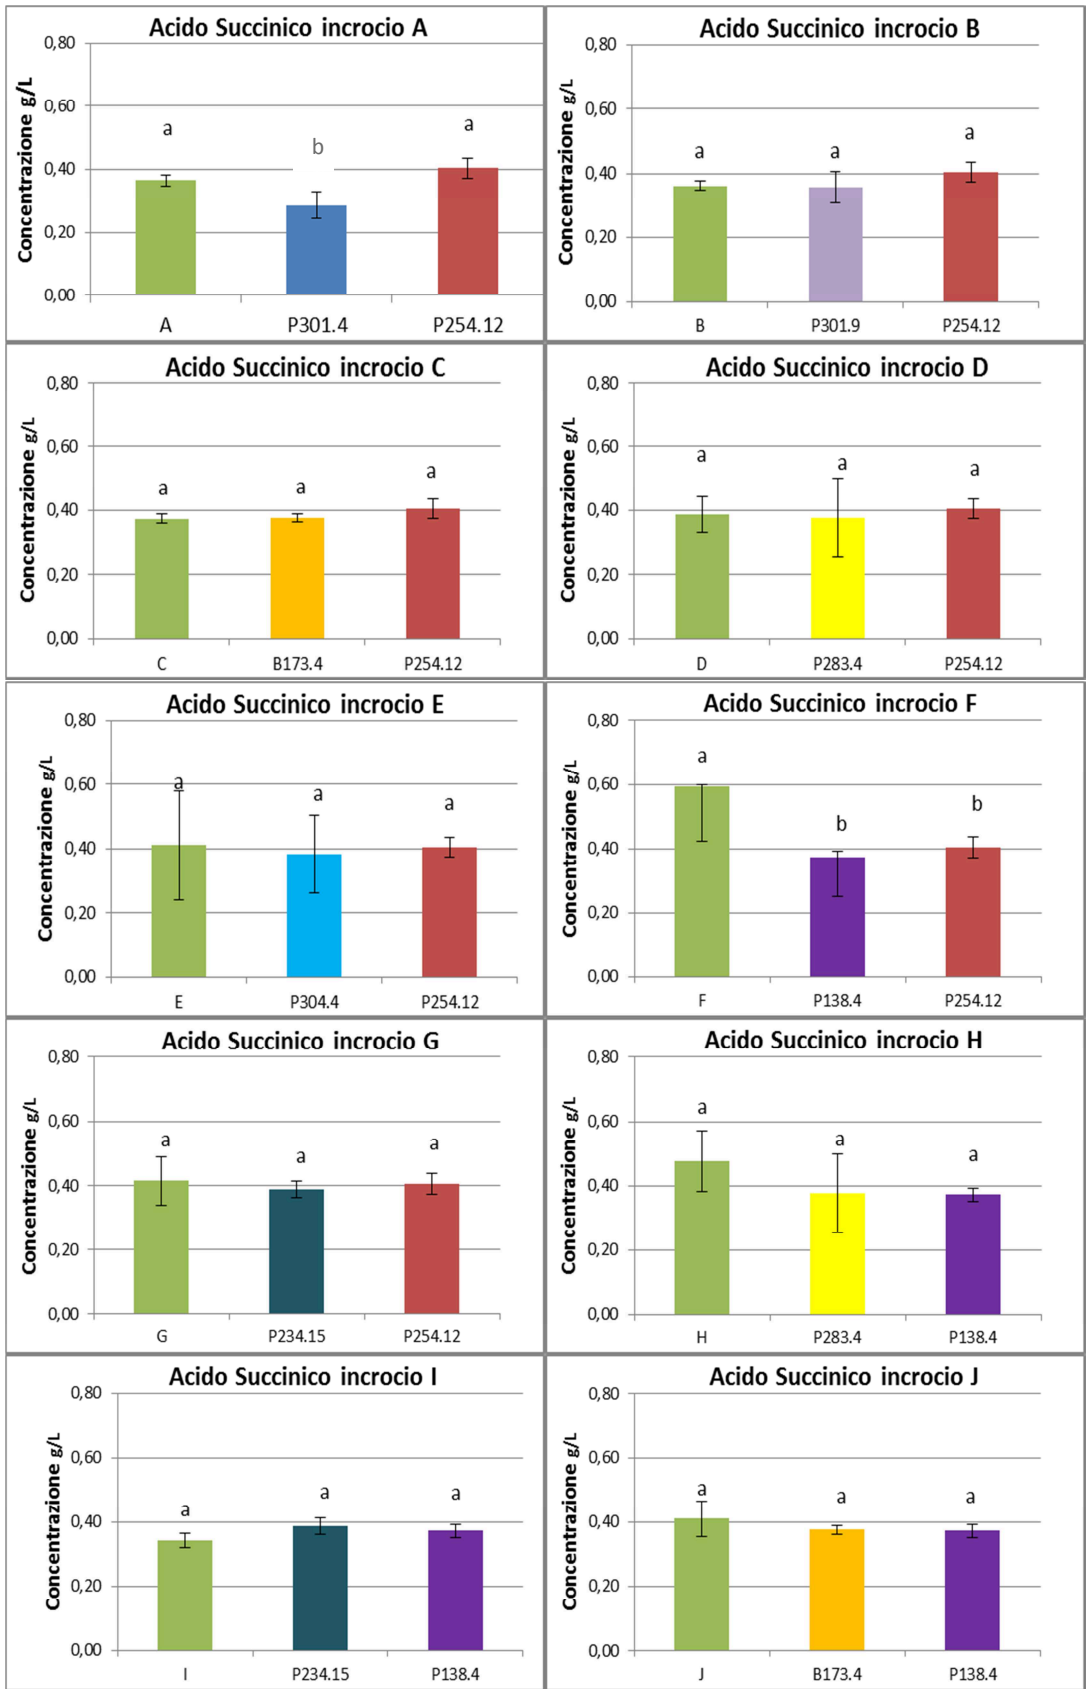 Acido Succinico incrocio A
Concentrazione g/L
0,80
0,60
0,40
0,20
0,00
a
b
a
A
P301.4
P254.12
Acido Succinico incrocio B
Concentrazione g/L
0,80
0,60
0,40
0,20
0,00
a
a
a
B
P301.9
P254.12
Acido Succinico incrocio C
Concentrazione g/L
0,80
0,60
0,40
0,20
0,00
a
a
a
C
B173.4
P254.12
Acido Succinico incrocio D
Concentrazione g/L
0,80
0,60
0,40
0,20
0,00
a
a
a
D
P283.4
P254.12
Acido Succinico incrocio E
Concentrazione g/L
0,80
0,60
0,40
0,20
0,00
a
a
a
E
P304.4
P254.12
Acido Succinico incrocio F
Concentrazione g/L
0,80
0,60
0,40
0,20
0,00
a
b
b
F
P138.4
P254.12
Acido Succinico incrocio G
Concentrazione g/L
0,80
0,60
0,40
0,20
0,00
a
a
a
G
P234.15
P254.12
Acido Succinico incrocio H
Concentrazione g/L
0,80
0,60
0,40
0,20
0,00
a
a
a
H
P283.4
P138.4
Acido Succinico incrocio I
Concentrazione g/L
0,80
0,60
0,40
0,20
0,00
a
a
a
I
P234.15
P138.4
Acido Succinico incrocio J
Concentrazione g/L
0,80
0,60
0,40
0,20
0,00
a
a
a
J
B173.4
P138.4